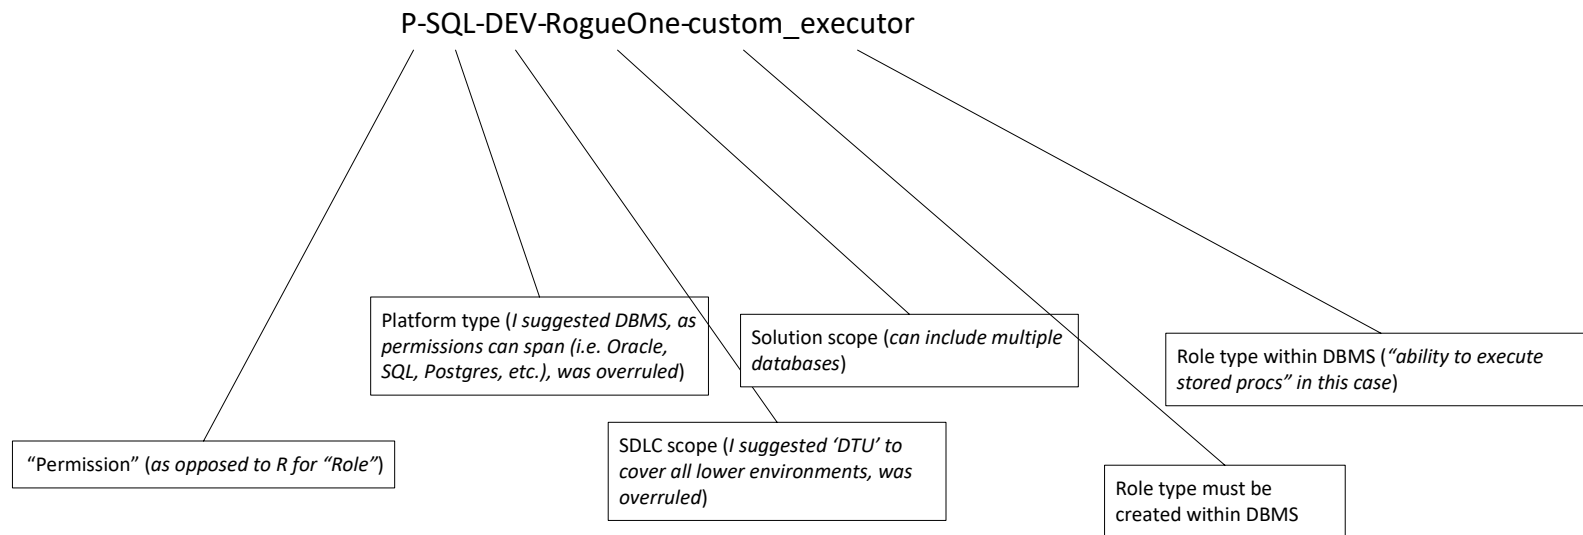 P-SQL-DEV-RogueOne-custom_executor
Platform type (I suggested DBMS, as
permissions can span (i.e. Oracle,
SQL, Postgres, etc.), was overruled)
Solution scope (can include multiple
databases)
Role type within DBMS (“ability to execute
stored procs” in this case)
“Permission” (as opposed to R for “Role”)
SDLC scope (I suggested ‘DTU’ to
cover all lower environments, was
overruled)
Role type must be
created within DBMS